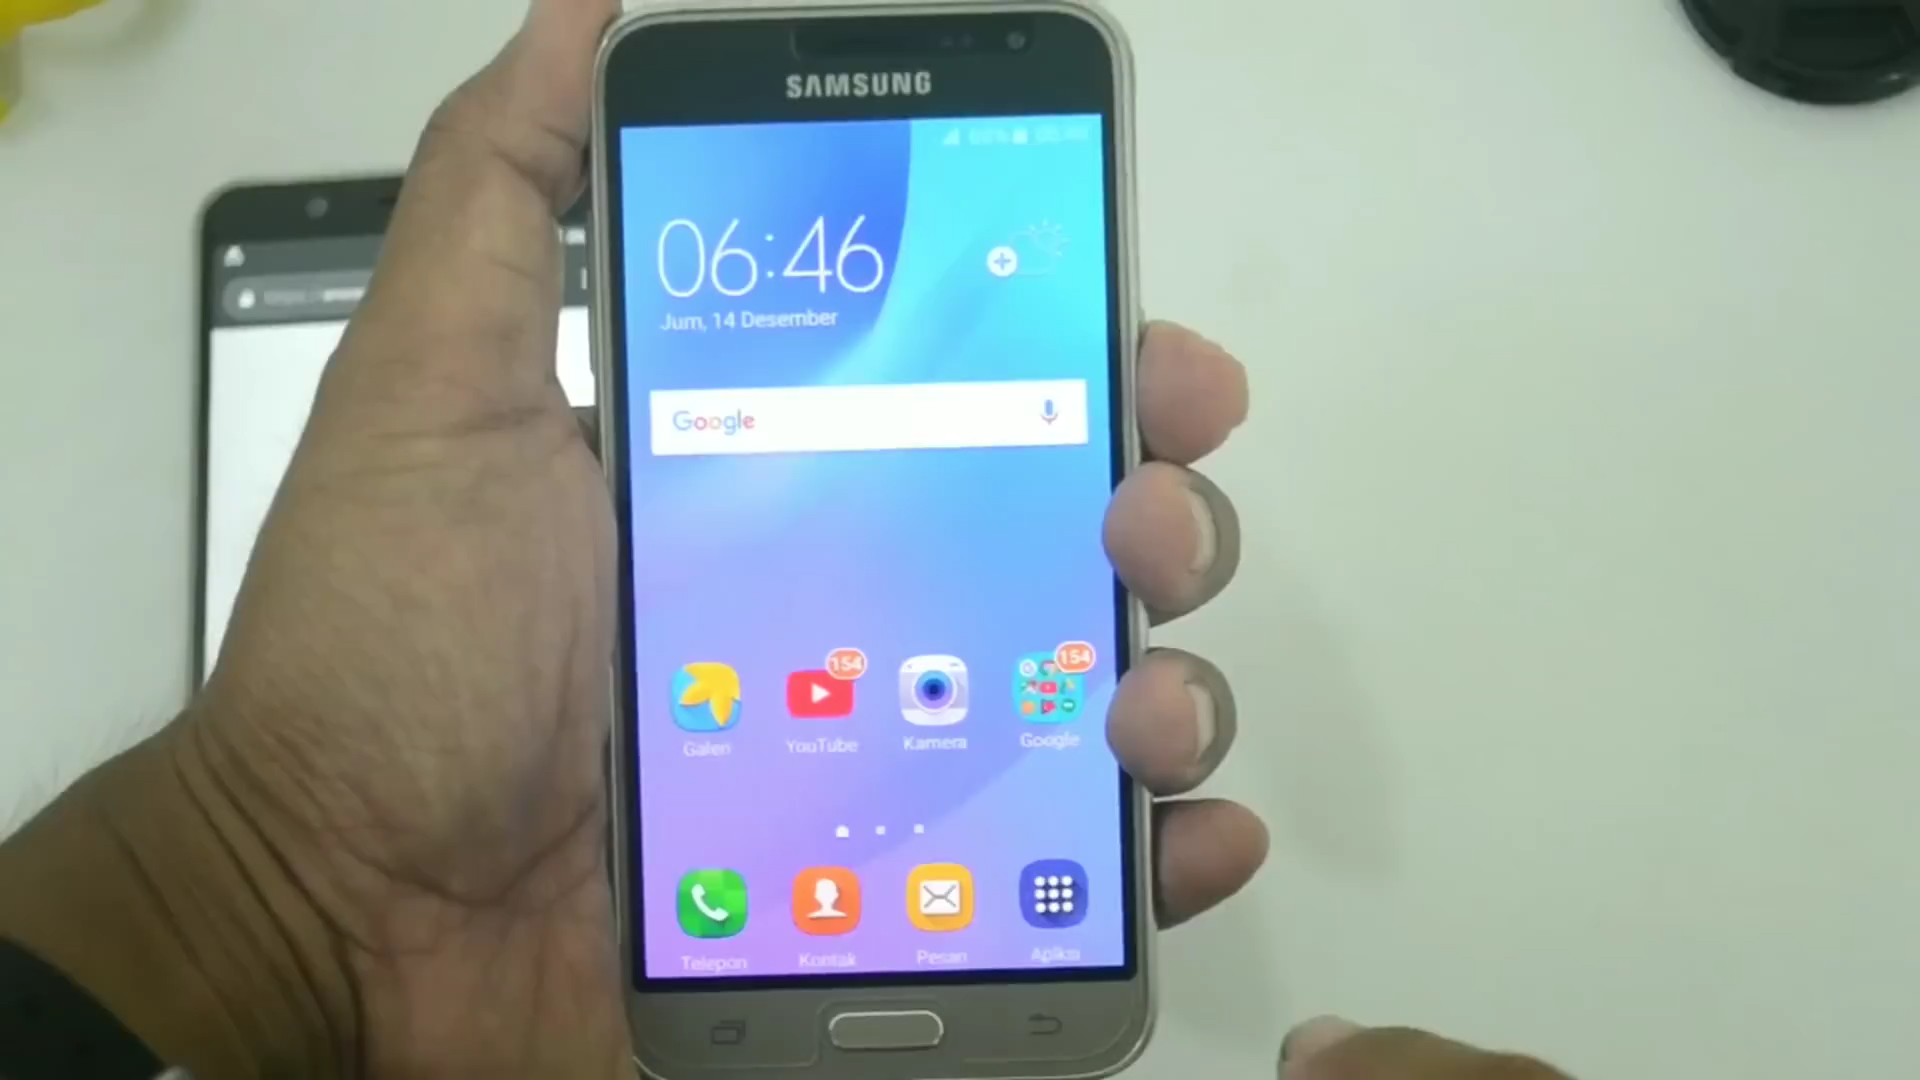 SAMSUNG
06:46
Jum, 14 Desember
Google
154
154
Galeri
YouTube
Kamera
Google
Telepon
Kontak
Pesan
Aplikasi